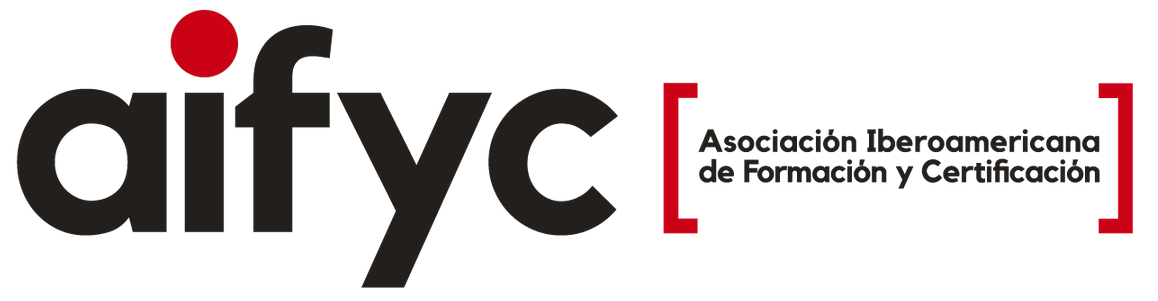 aifyc
Asociación Iberoamericana
de Formación y Certificación